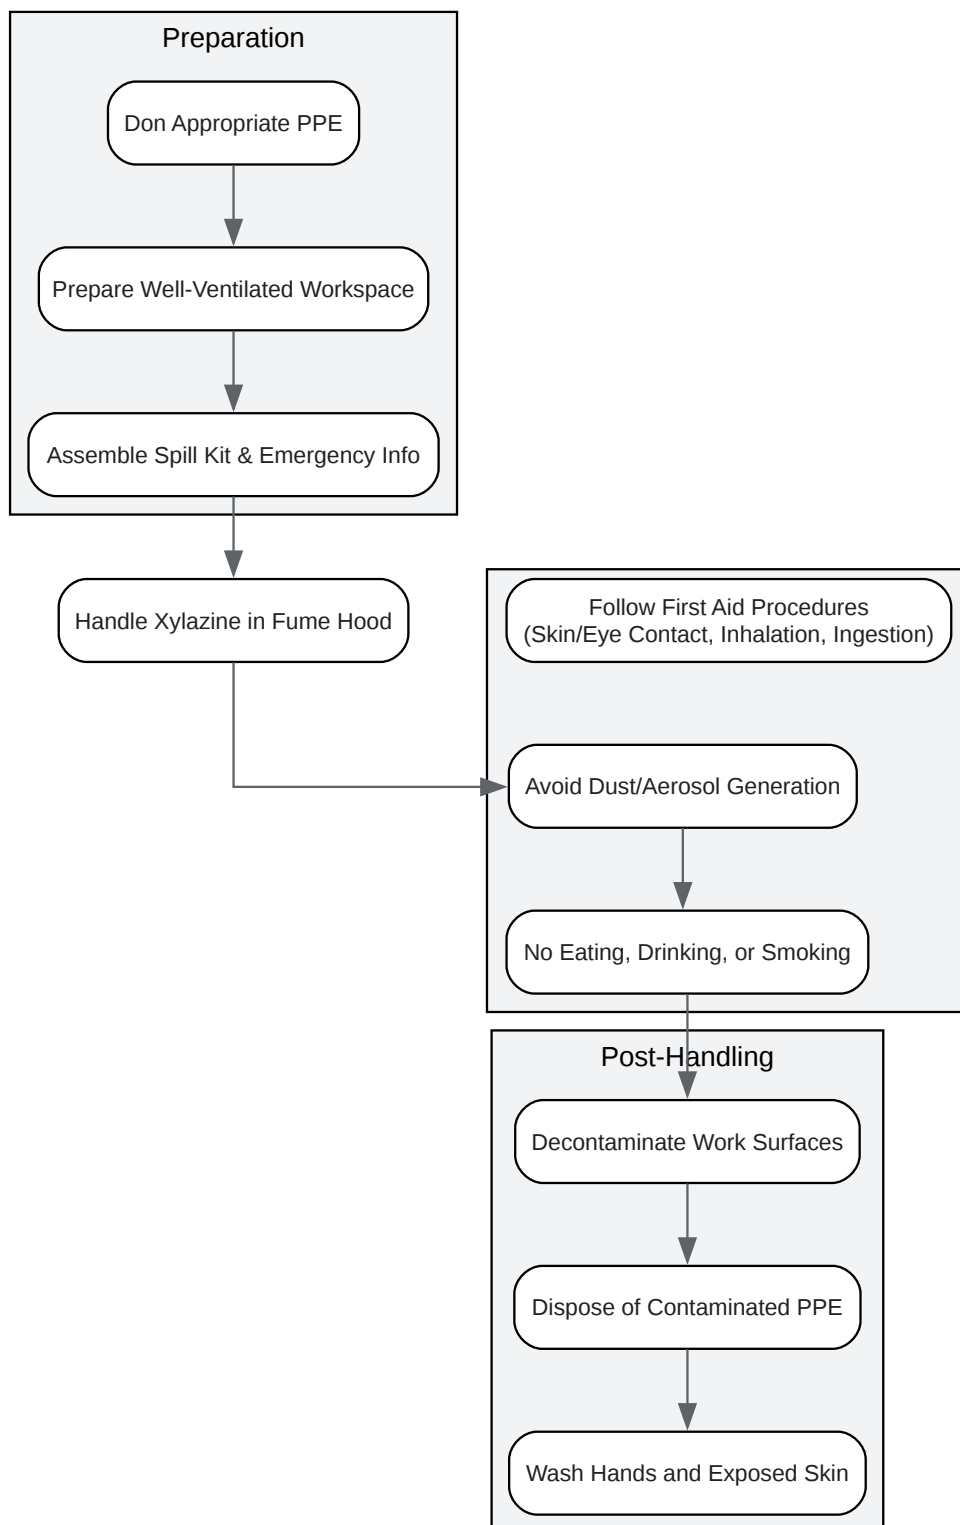 Preparation
Don Appropriate PPE
Prepare Well-Ventilated Workspace
Assemble Spill Kit & Emergency Info
Handle Xylazine in Fume Hood
Follow First Aid Procedures
(Skin/Eye Contact, Inhalation, Ingestion)
Avoid Dust/Aerosol Generation
No Eating, Drinking, or Smoking
Post-Handling
Decontaminate Work Surfaces
Dispose of Contaminated PPE
Wash Hands and Exposed Skin